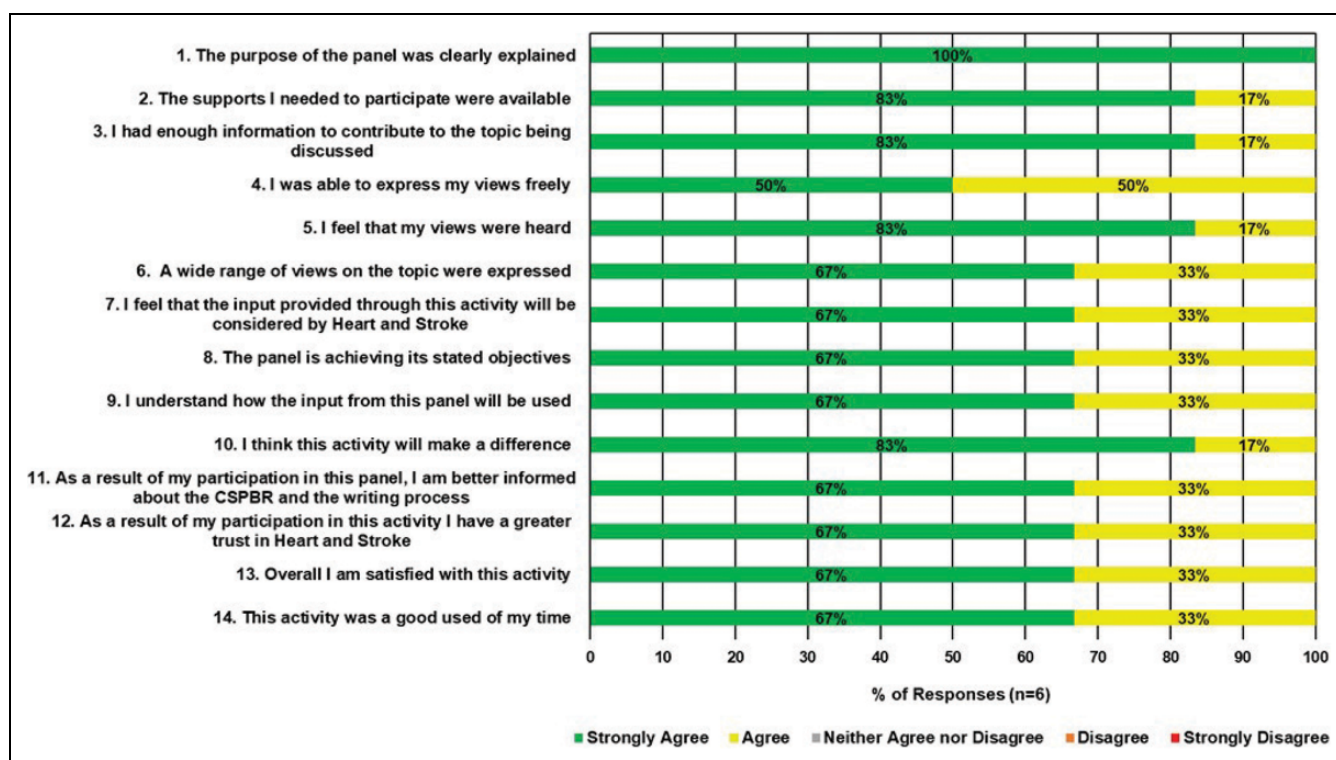 1. The purpose of the panel was clearly explained
100%
2. The supports I needed to participate were available
83%
17%
3. I had enough information to contribute to the topic being
discussed
83%
17%
4. I was able to express my views freely
50%
50%
5. I feel that my views were heard
83%
17%
6. A wide range of views on the topic were expressed
67%
33%
7. I feel that the input provided through this activity will be
considered by Heart and Stroke
67%
33%
8. The panel is achieving its stated objectives
67%
33%
9. I understand how the input from this panel will be used
67%
33%
10. I think this activity will make a difference
83%
17%
11. As a result of my participation in this panel, I am better informed
about the CSPBR and the writing process
67%
33%
12. As a result of my participation in this activity I have a greater
trust in Heart and Stroke
67%
33%
13. Overall I am satisfied with this activity
67%
33%
14. This activity was a good used of my time
67%
33%
0 10 20 30 40 50 60 70 80 90 100
% of Responses (n=6)
Strongly Agree Agree Neither Agree nor Disagree Disagree Strongly Disagree